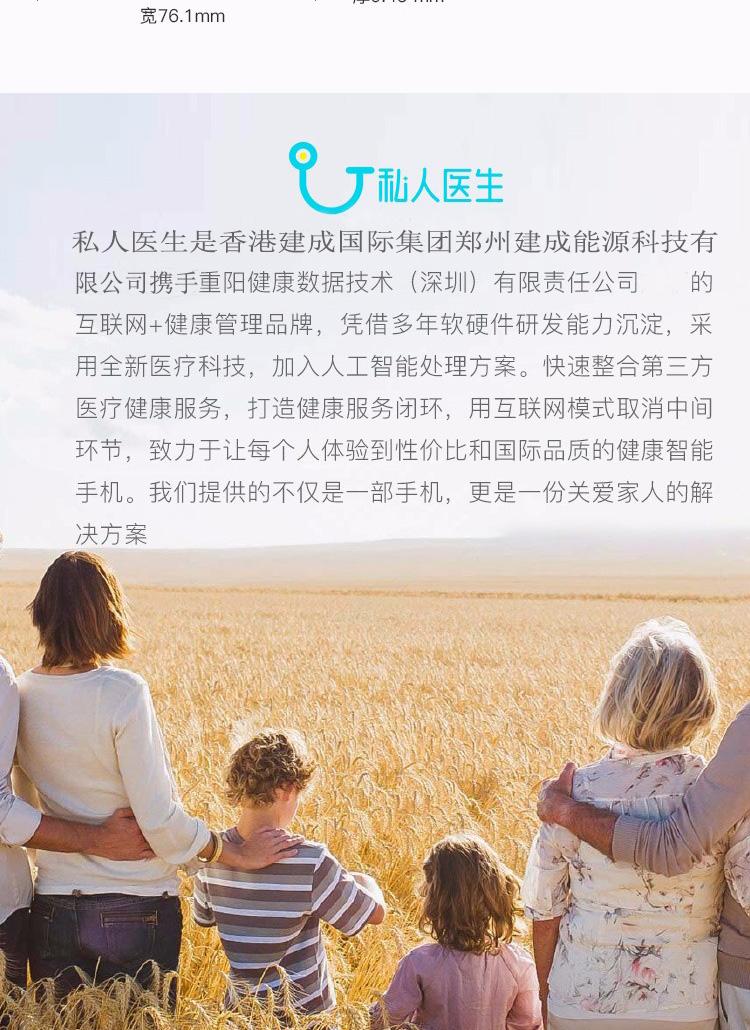 宽76.1mm
私人医生
私人医生是香港建成国际集团郑州建成能源科技有
限公司携手重阳健康数据技术（深圳）有限责任公司 的
互联网+健康管理品牌，凭借多年软硬件研发能力沉淀，采
用全新医疗科技，加入人工智能处理方案。快速整合第三方
医疗健康服务，打造健康服务闭环，用互联网模式取消中间
环节，致力于让每个人体验到性价比和国际品质的健康智能
手机。我们提供的不仅是一部手机，更是一份关爱家人的解
决方案